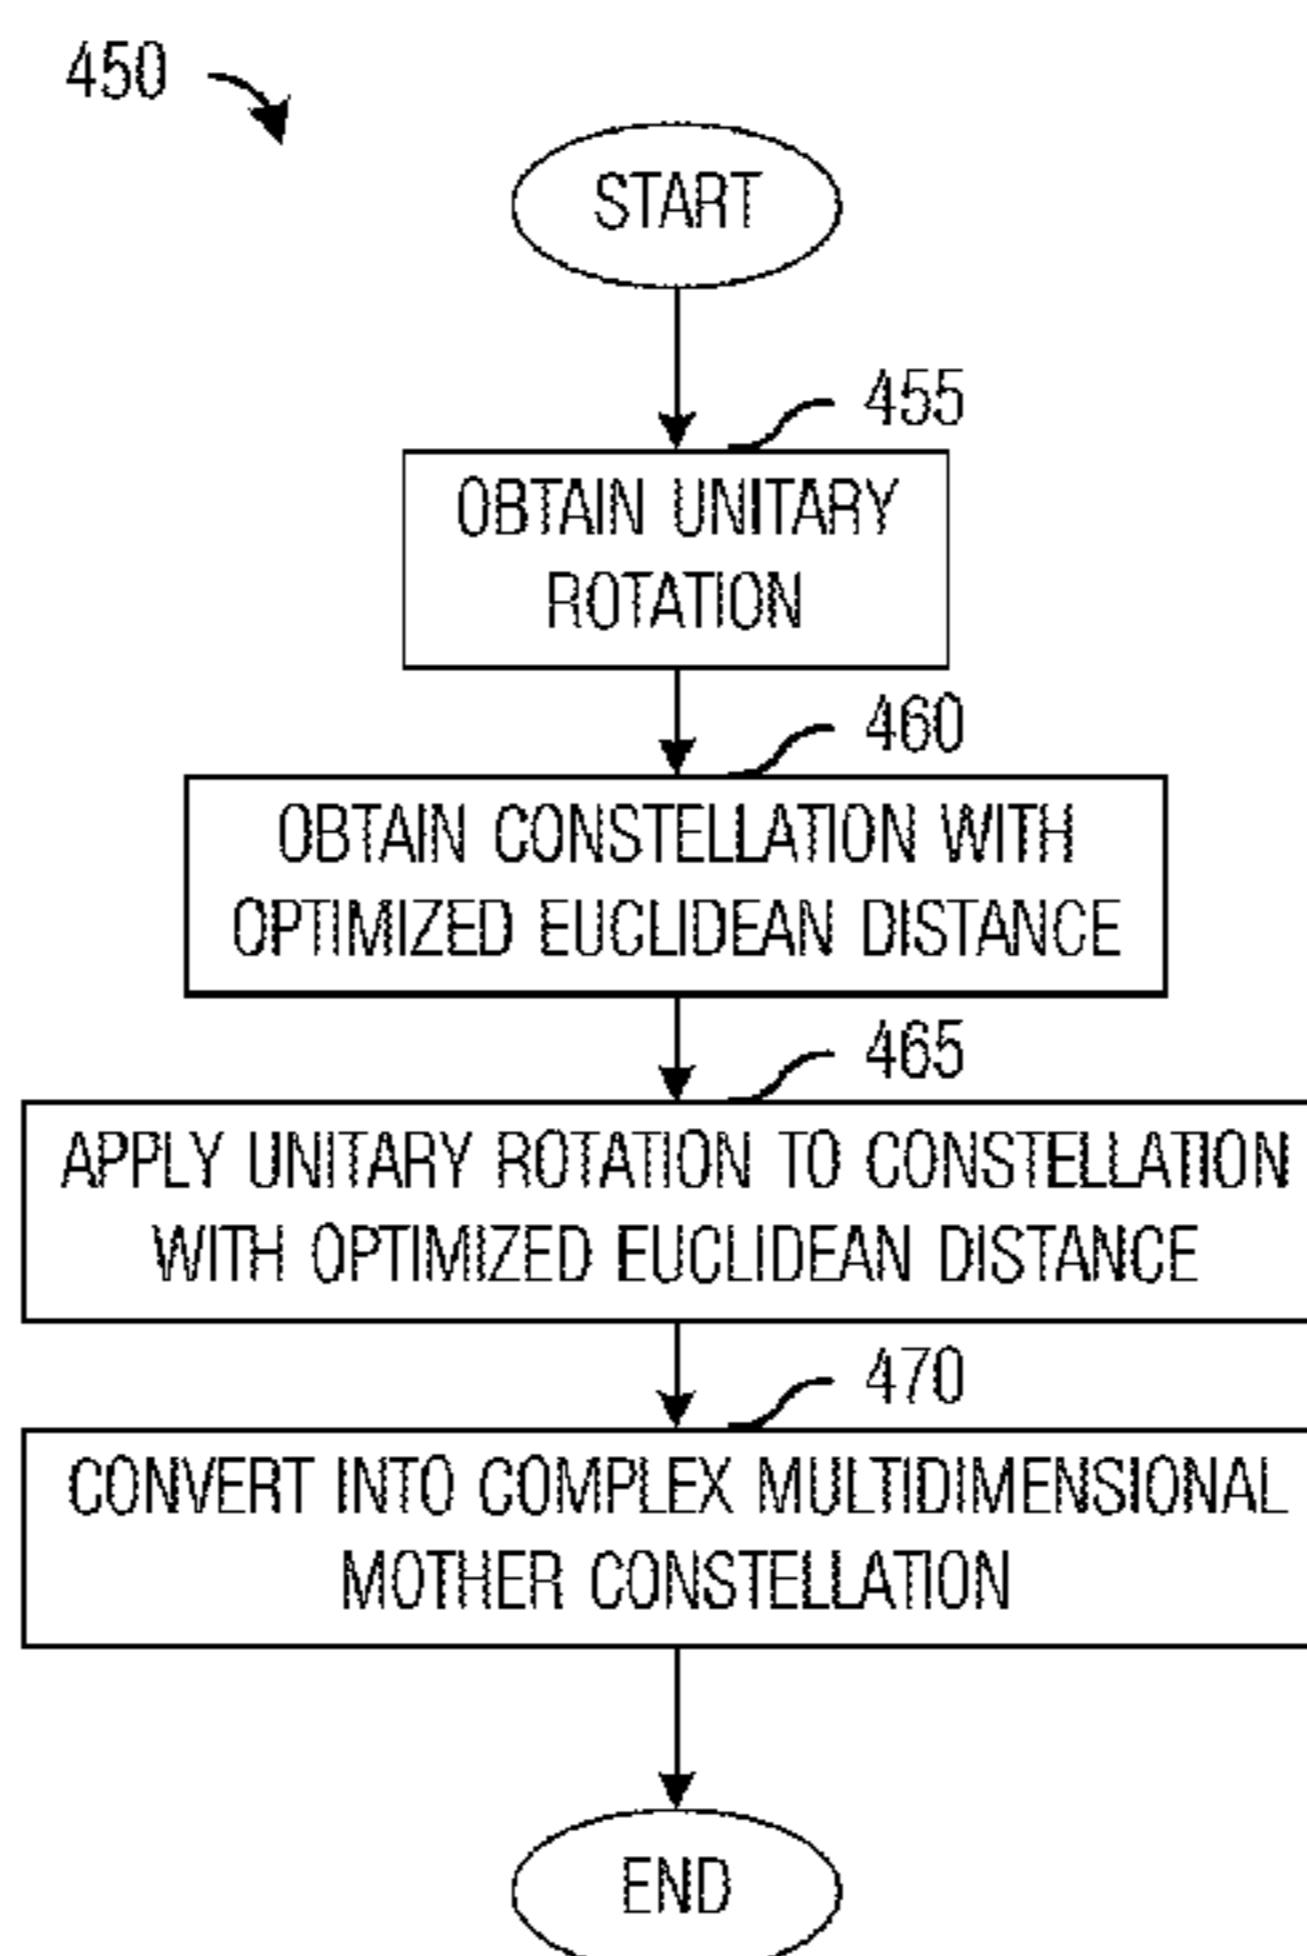 450
START
455
OBTAIN UNITARY
ROTATION
460
OBTAIN CONSTELLATION WITH
OPTIMIZED EUCLIDEAN DISTANCE
465
APPLY UNITARY ROTATION TO CONSTELLATION
WITH OPTIMIZED EUCLIDEAN DISTANCE
470
CONVERT INTO COMPLEX MULTIDIMENSIONAL
MOTHER CONSTELLATION
END